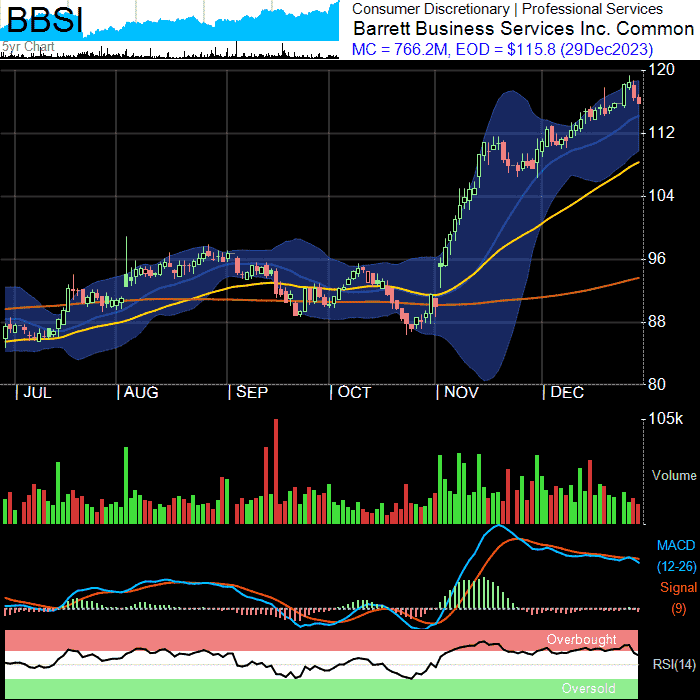 BBSI
5yr Chart
Consumer Discretionary | Professional Services
Barrett Business Services Inc. Common
MC = 766.2M, EOD = $115.8 (29Dec2023)
120
112
104
96
88
80
JUL AUG SEP OCT NOV DEC
105k
Volume
MACD
(12-26)
Signal
(9)
Overbought
RSI(14)
Oversold